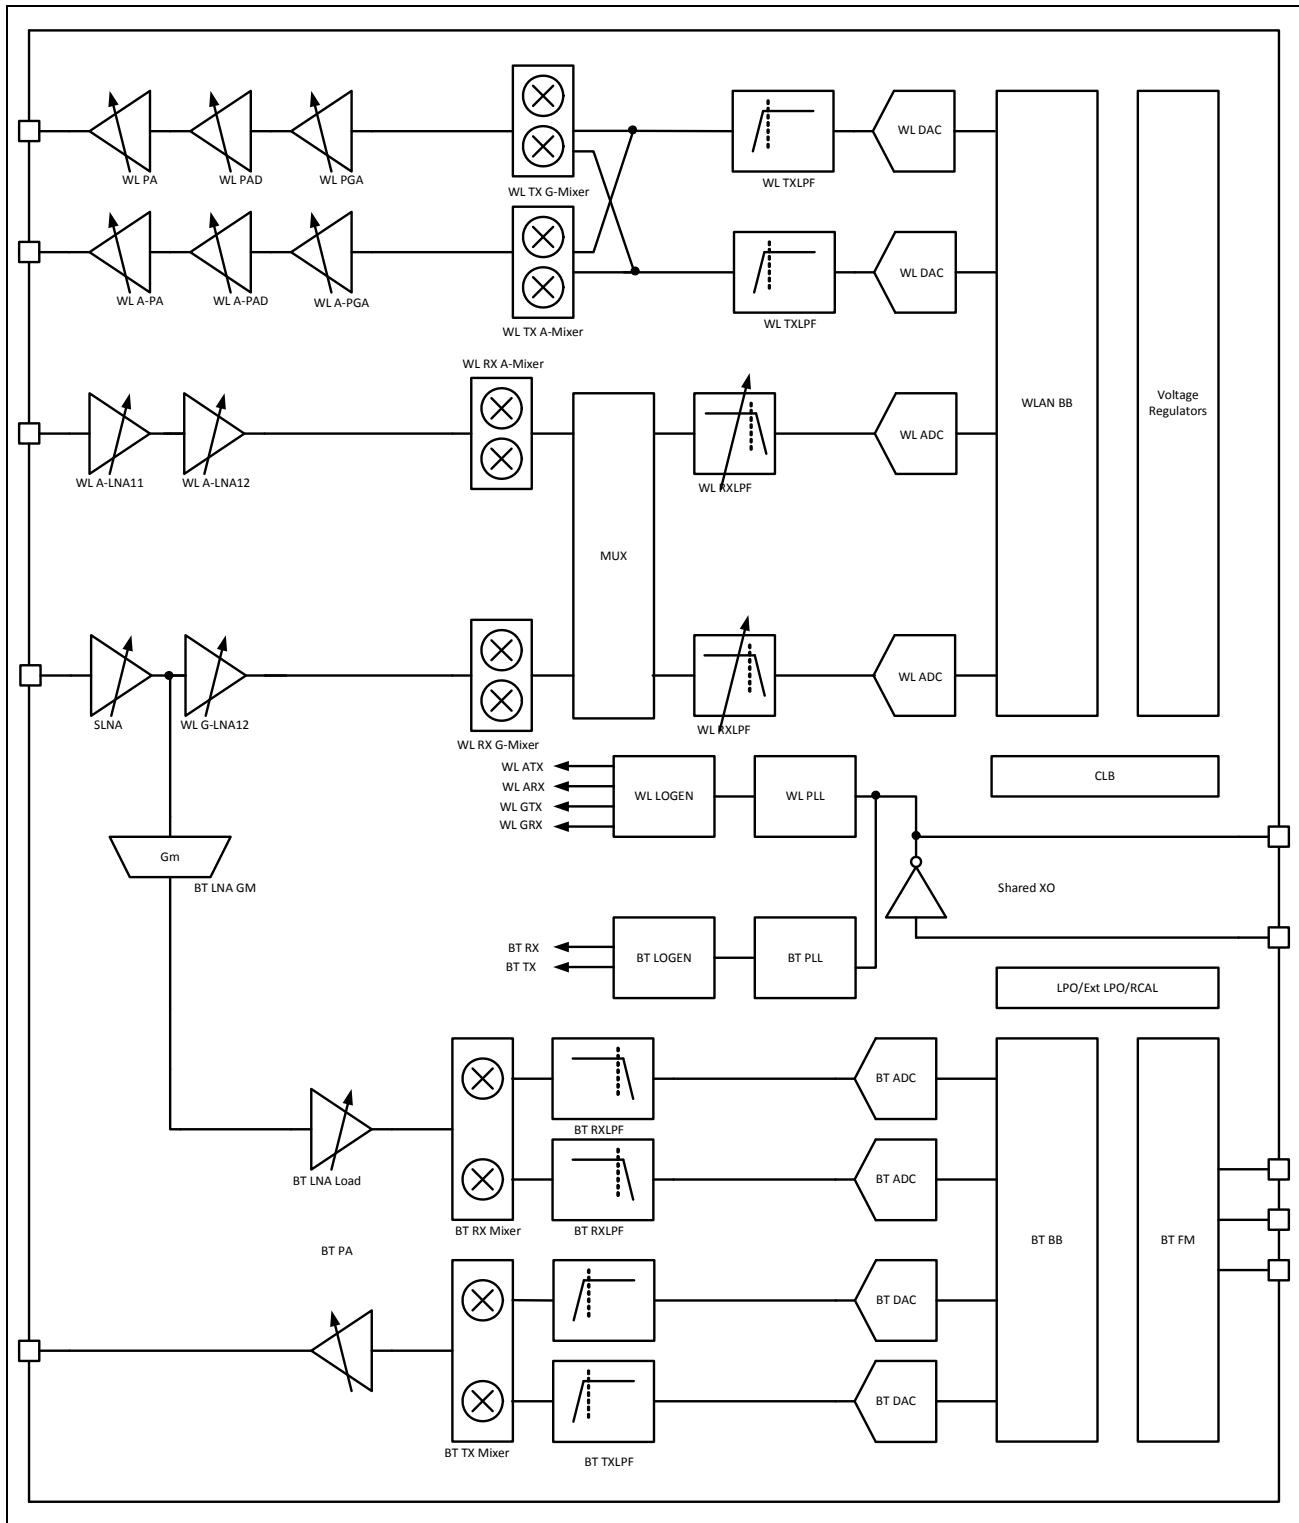 WL DAC
WL PA
WL PAD
WL PGA
WL TX G-Mixer
WL TXLPF
WL DAC
WL A-PA
WL A-PAD
WL A-PGA
WL TX A-Mixer
WL TXLPF
WL RX A-Mixer
WLAN BB
Voltage
Regulators
WL ADC
WL A-LNA11
WL A-LNA12
WL RXLPF
MUX
WL ADC
SLNA
WL G-LNA12
WL RXLPF
WL RX G-Mixer
WL ATX
WL ARX
WL GTX
WL GRX
WL LOGEN
WL PLL
CLB
Gm
BT LNA GM
Shared XO
BT RX
BT TX
BT LOGEN
BT PLL
LPO/Ext LPO/RCAL
BT ADC
BT RXLPF
BT LNA Load
BT ADC
BT RX Mixer
BT RXLPF
BT BB
BT FM
BT PA
BT DAC
BT DAC
BT TX Mixer
BT TXLPF